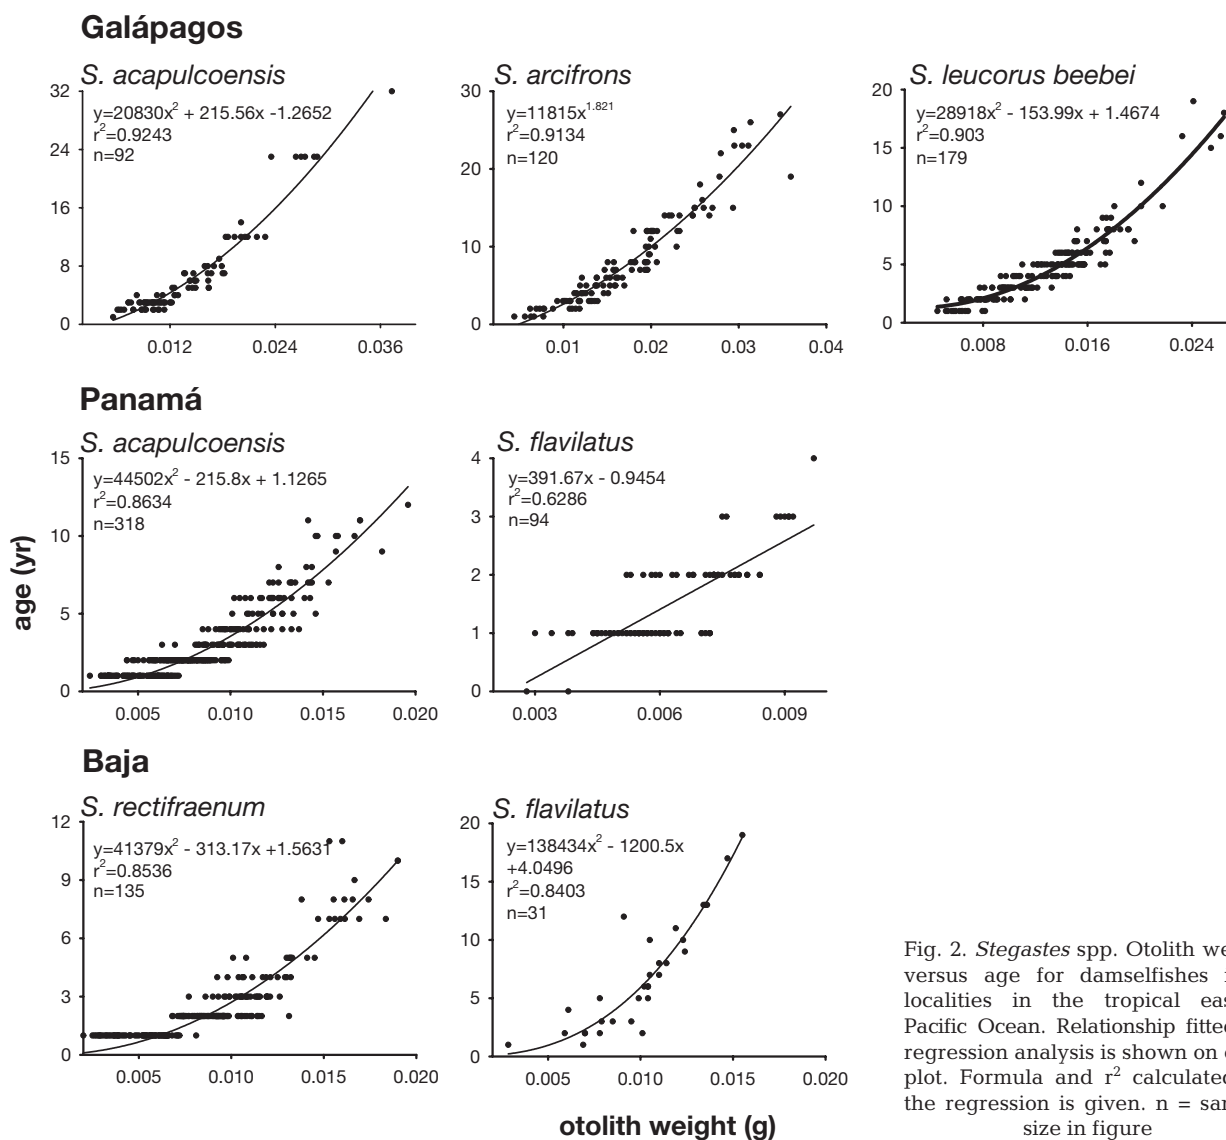 Galápagos
S. acapulcoensis
y=20830x² + 215.56x -1.2652
r²=0.9243
n=92
32
24
16
8
0
0.012 0.024 0.036
S. arcifrons
y=11815x^1.821
r²=0.9134
n=120
30
20
10
0
0.01 0.02 0.03 0.04
S. leucorus beebei
y=28918x² - 153.99x + 1.4674
r²=0.903
n=179
20
15
10
5
0
0.008 0.016 0.024
Panamá
S. acapulcoensis
y=44502x² - 215.8x + 1.1265
r²=0.8634
n=318
15
10
5
0
0.005 0.010 0.015 0.020
age (yr)
S. flavilatus
y=391.67x - 0.9454
r²=0.6286
n=94
4
3
2
1
0
0.003 0.006 0.009
Baja
S. rectifraenum
y=41379x² - 313.17x +1.5631
r²=0.8536
n=135
12
9
6
3
0
0.005 0.010 0.015 0.020
S. flavilatus
y=138434x² - 1200.5x
+4.0496
r²=0.8403
n=31
20
15
10
5
0
0.005 0.010 0.015 0.020
otolith weight (g)
Fig. 2. Stegastes spp. Otolith
versus age for damselfishes
localities in the tropical
Pacific Ocean. Relationship
regression analysis is shown on
plot. Formula and r² calculated
the regression is given. n =
size in figure